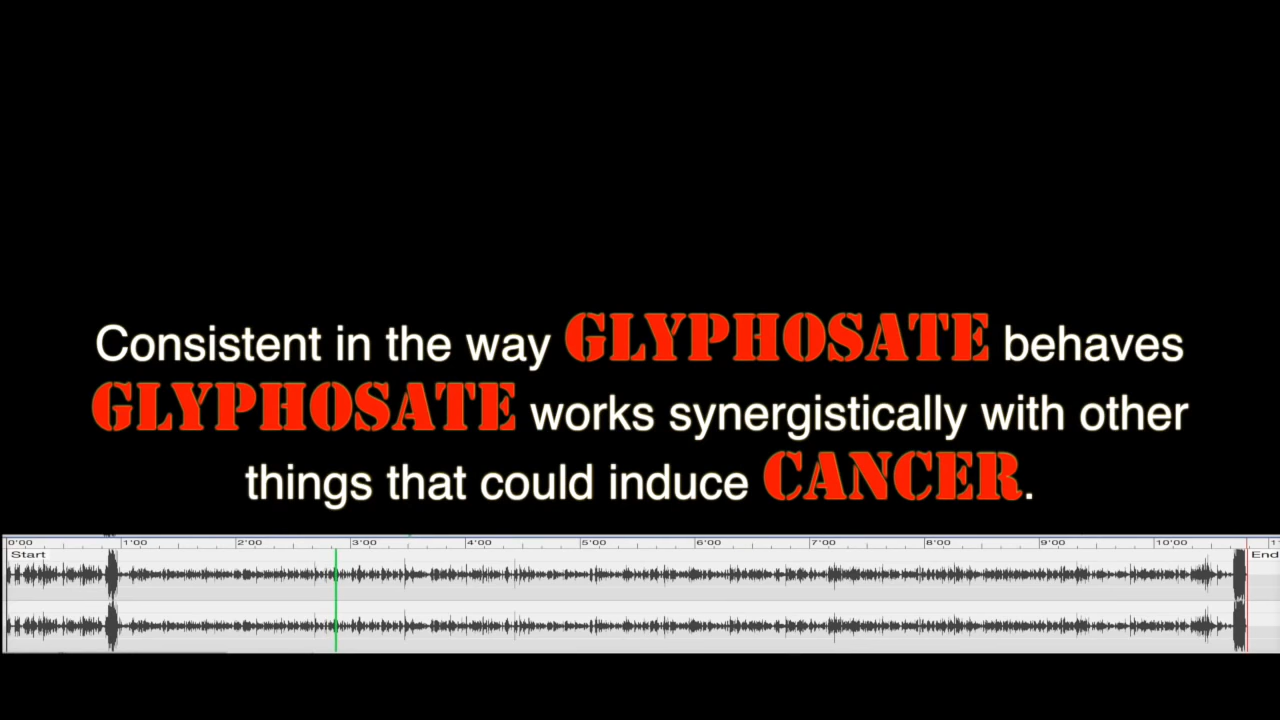 Consistent in the way GLYPHOSATE behaves
GLYPHOSATE works synergistically with other
things that could induce CANCER.
0'00 1'00 2'00 3'00 4'00 5'00 6'00 7'00 8'00 9'00 10'00
Start End